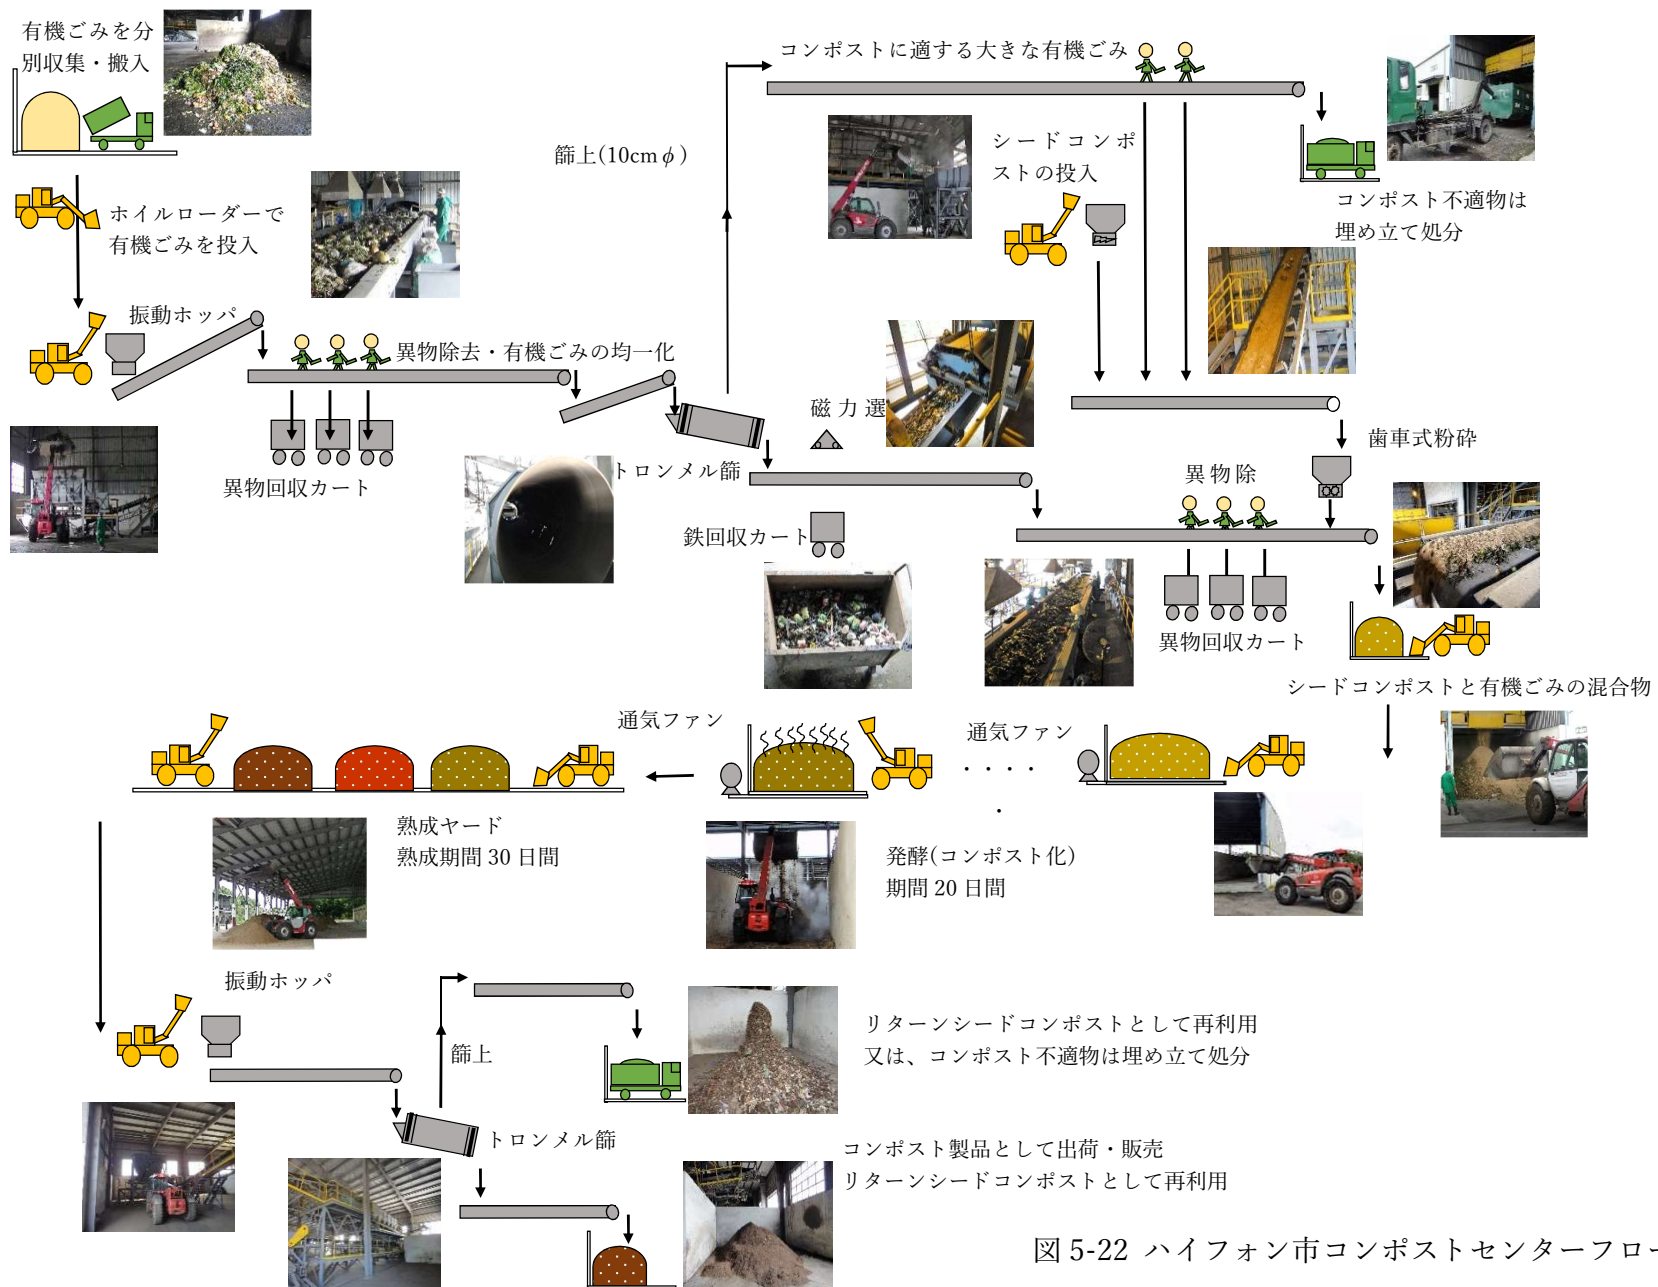 有機ごみを分
別収集・搬入
ホイルローダーで
有機ごみを投入
振動ホッパ
異物除去・有機ごみの均一化
異物回収カート
篩上(10cmφ)
コンポストに適する大きな有機ごみ
シードコンポ
ストの投入
コンポスト不適物は
埋め立て処分
トロンメル篩
磁力選
鉄回収カート
歯車式粉砕
異物除
異物回収カート
シードコンポストと有機ごみの混合物
通気ファン
・・・・
・
通気ファン
発酵(コンポスト化)
期間 20 日間
熟成ヤード
熟成期間 30 日間
振動ホッパ
篩上
トロンメル篩
リターンシードコンポストとして再利用
又は、コンポスト不適物は埋め立て処分
コンポスト製品として出荷・販売
リターンシードコンポストとして再利用
図 5-22 ハイフォン市コンポストセンターフロー